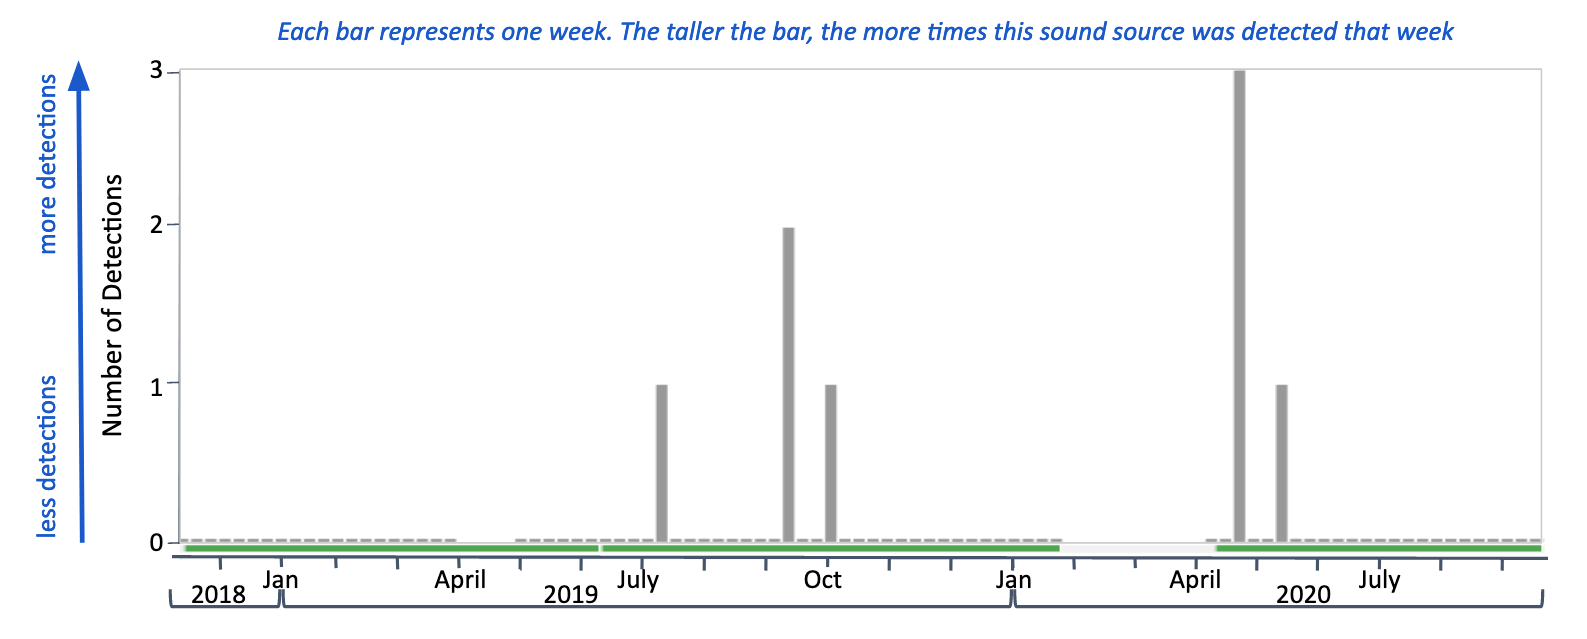 Each bar represents one week. The taller the bar, the more times this sound source was detected that week
more detections
less detections
Number of Detections
3
2
1
0
Jan April July Oct Jan April July
2018 2019 2020